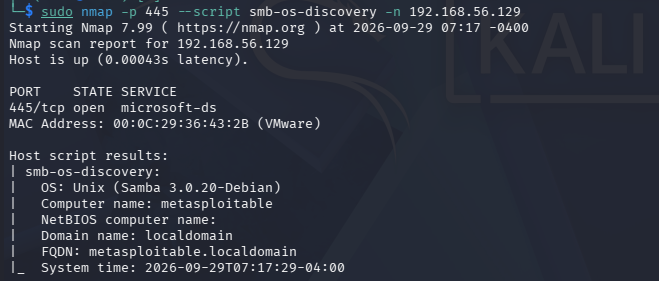 └─$ sudo nmap -p 445 --script smb-os-discovery -n 192.168.56.129
Starting Nmap 7.99 ( https://nmap.org ) at 2026-09-29 07:17 -0400
Nmap scan report for 192.168.56.129
Host is up (0.00043s latency).

PORT    STATE SERVICE
445/tcp open  microsoft-ds
MAC Address: 00:0C:29:36:43:2B (VMware)

Host script results:
| smb-os-discovery:
|   OS: Unix (Samba 3.0.20-Debian)
|   Computer name: metasploitable
|   NetBIOS computer name:
|   Domain name: localdomain
|   FQDN: metasploitable.localdomain
|_  System time: 2026-09-29T07:17:29-04:00
KALI